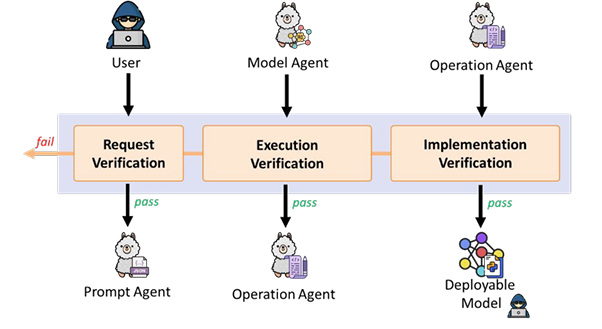 User
Model Agent
Operation Agent
fail
Request
Verification
Execution
Verification
Implementation
Verification
pass
pass
pass
JSON
Prompt Agent
Operation Agent
Deployable
Model